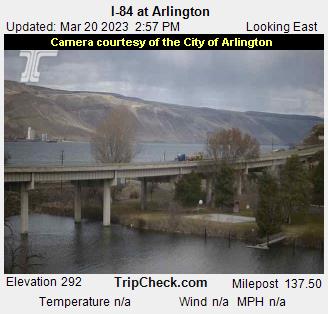 I-84 at Arlington
Updated: Mar 20 2023 2:57 PM Looking East
Camera courtesy of the City of Arlington
Elevation 292 TripCheck.com Milepost 137.50
Temperature n/a Wind n/a MPH n/a